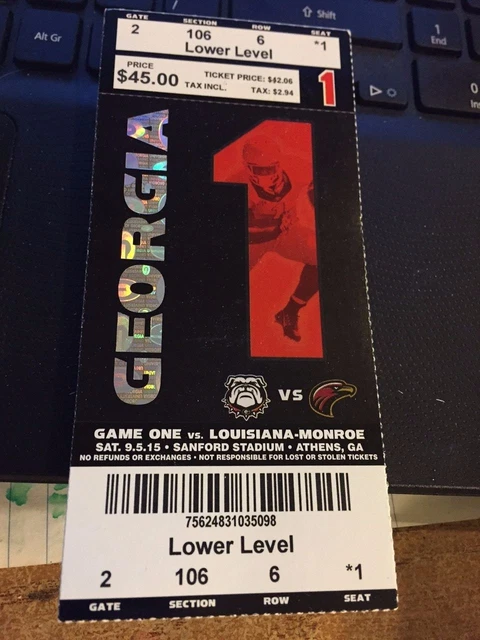 Alt Gr
⇧ Shift
1
End
0
GATE SECTION ROW SEAT
2 106 6 *1
Lower Level
PRICE
$45.00
TICKET PRICE: $42.06
TAX INCL. TAX: $2.94
1
GEORGIA
1
VS
GAME ONE vs. LOUISIANA-MONROE
SAT. 9.5.15 • SANFORD STADIUM • ATHENS, GA
NO REFUNDS OR EXCHANGES • NOT RESPONSIBLE FOR LOST OR STOLEN TICKETS
75624831035098
Lower Level
2 106 6 *1
GATE SECTION ROW SEAT